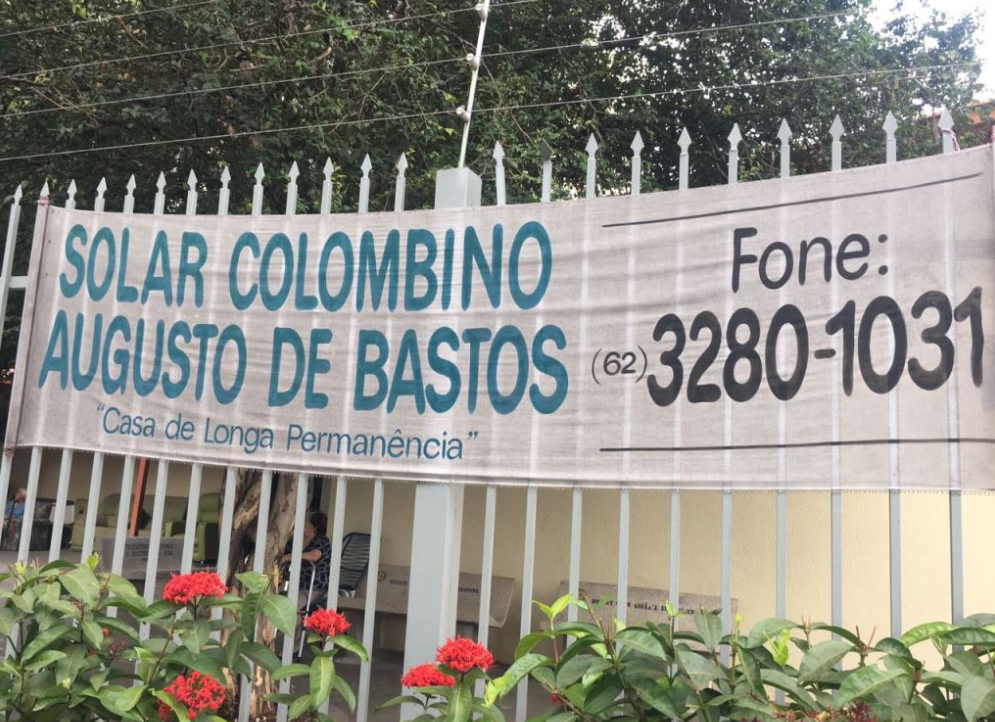 SOLAR COLOMBINO
AUGUSTO DE BASTOS
"Casa de Longa Permanência"
Fone:
(62) 3280-1031